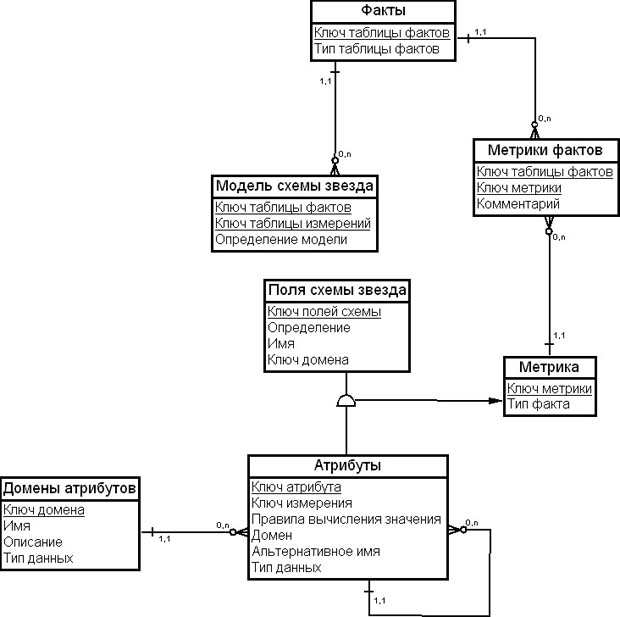 Факты
Ключ таблицы фактов
Тип таблицы фактов
1,1
1,1
0,n
0,n
Метрики фактов
Ключ таблицы фактов
Ключ метрики
Комментарий
Модель схемы звезда
Ключ таблицы фактов
Ключ таблицы измерений
Определение модели
0,n
Поля схемы звезда
Ключ полей схемы
Определение
Имя
Ключ домена
1,1
Метрика
Ключ метрики
Тип факта
Атрибуты
Ключ атрибута
Ключ измерения
Правила вычисления значения
Домен
Альтернативное имя
Тип данных
Домены атрибутов
Ключ домена
Имя
Описание
Тип данных
1,1
0,n
0,n
1,1